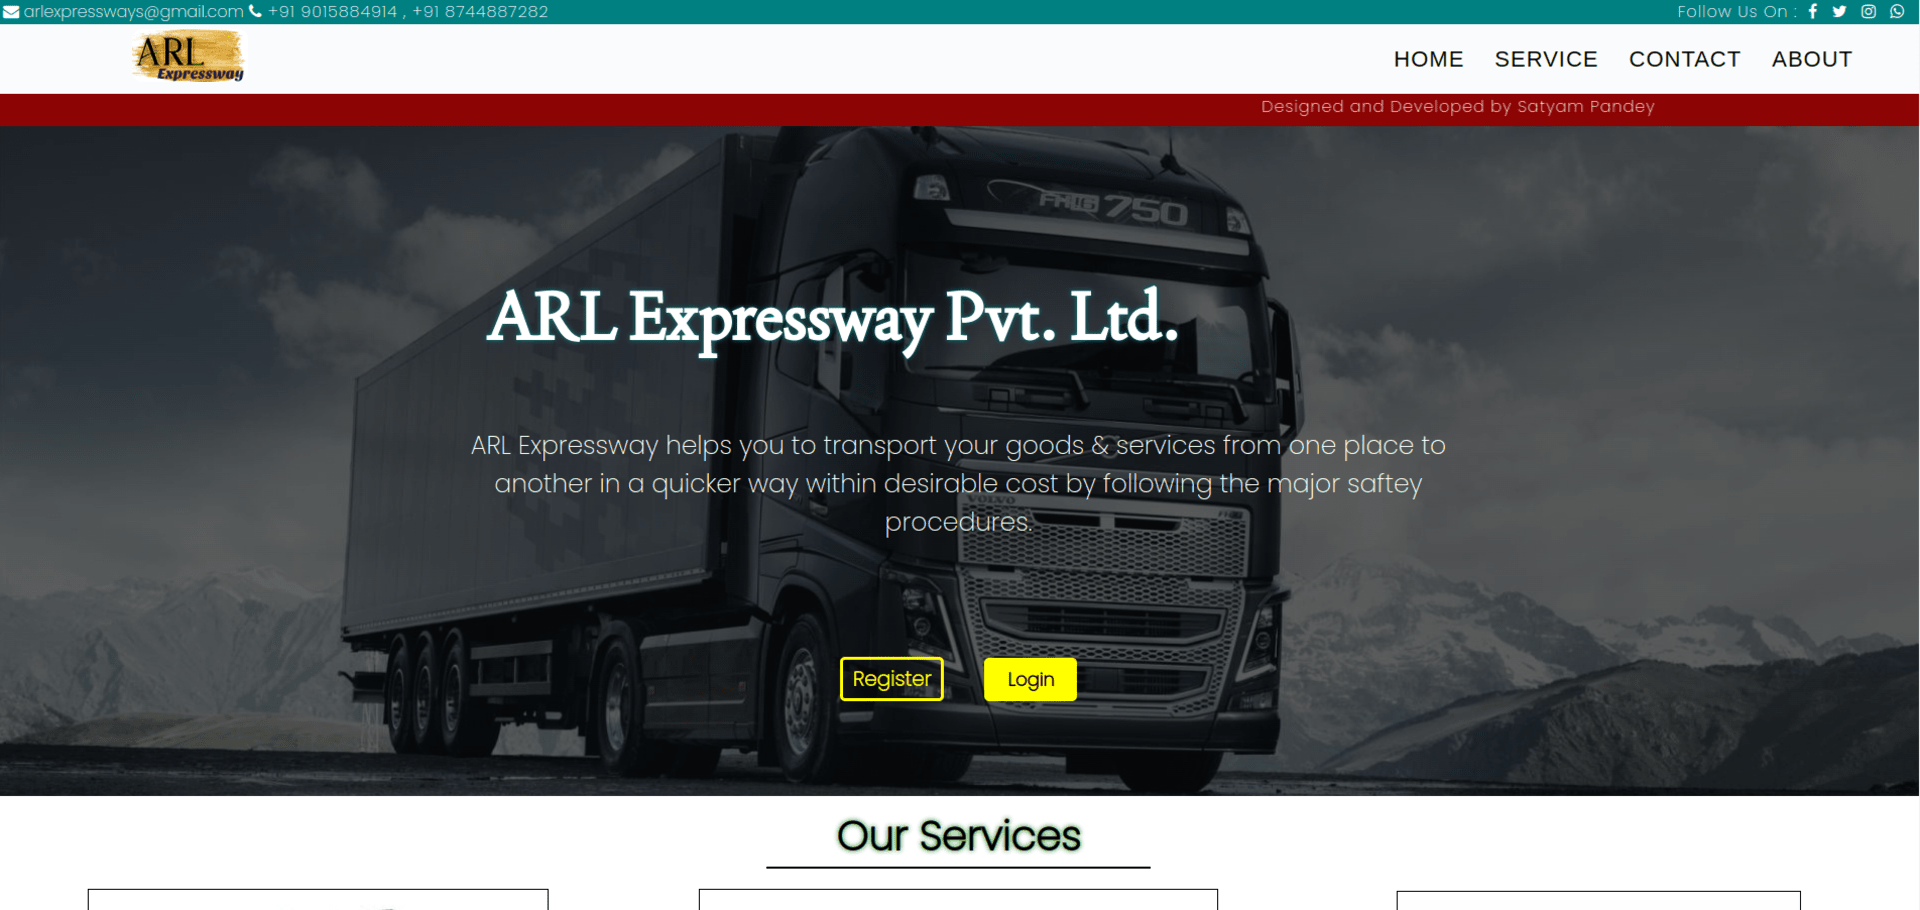 arlexpressways@gmail.com +91 9015884914 , +91 8744887282
Follow Us On :
ARL
Expressway
HOME SERVICE CONTACT ABOUT
Designed and Developed by Satyam Pandey
FH16 750
ARL Expressway Pvt. Ltd.
ARL Expressway helps you to transport your goods & services from one place to
another in a quicker way within desirable cost by following the major saftey
procedures.
VOLVO
Register Login
Our Services